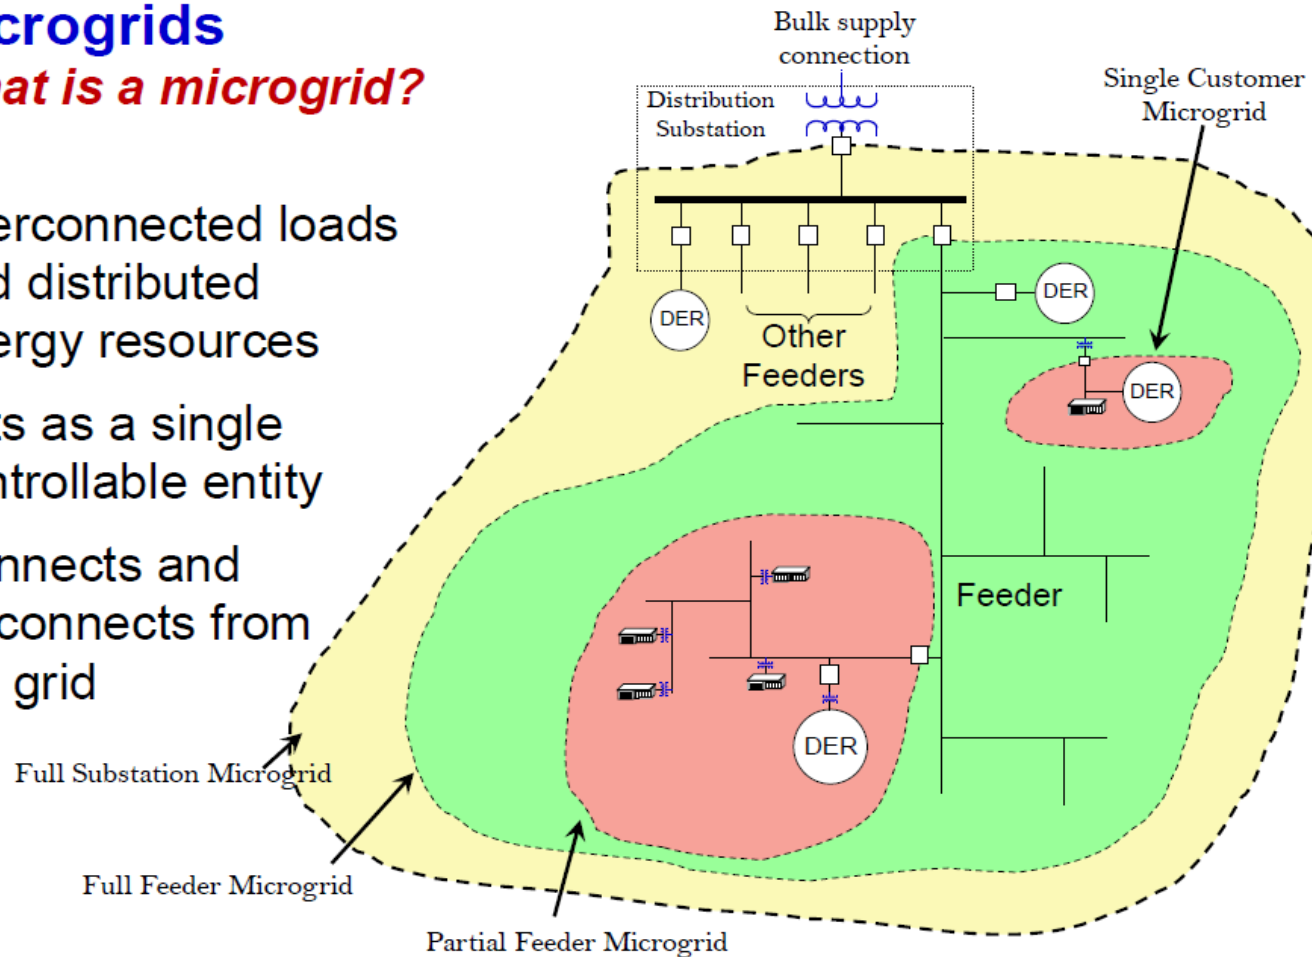 crogrids
at is a microgrid?
erconnected loads
d distributed
ergy resources
ts as a single
ntrollable entity
nnects and
connects from
grid
Bulk supply
connection
Distribution
Substation
Single Customer
Microgrid
DER
DER
Other
Feeders
DER
Feeder
DER
Full Substation Microgrid
Full Feeder Microgrid
Partial Feeder Microgrid